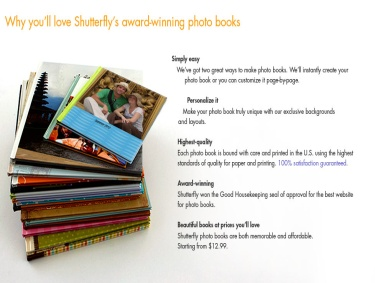 Why you'll love Shutterfly's award-winning photo books
Simply easy
We've got two great ways to make photo books. We'll instantly create your
photo book or you can customize it page-by-page.
Personalize it
Make your photo book truly unique with our exclusive backgrounds
and layouts.
Highest-quality
Each photo book is bound with care and printed in the U.S. using the highest
standards of quality for paper and printing. 100% satisfaction guaranteed.
Award-winning
Shutterfly won the Good Housekeeping seal of approval for the best website
for photo books.
Beautiful books at prices you'll love
Shutterfly photo books are both memorable and affordable.
Starting from $12.99.